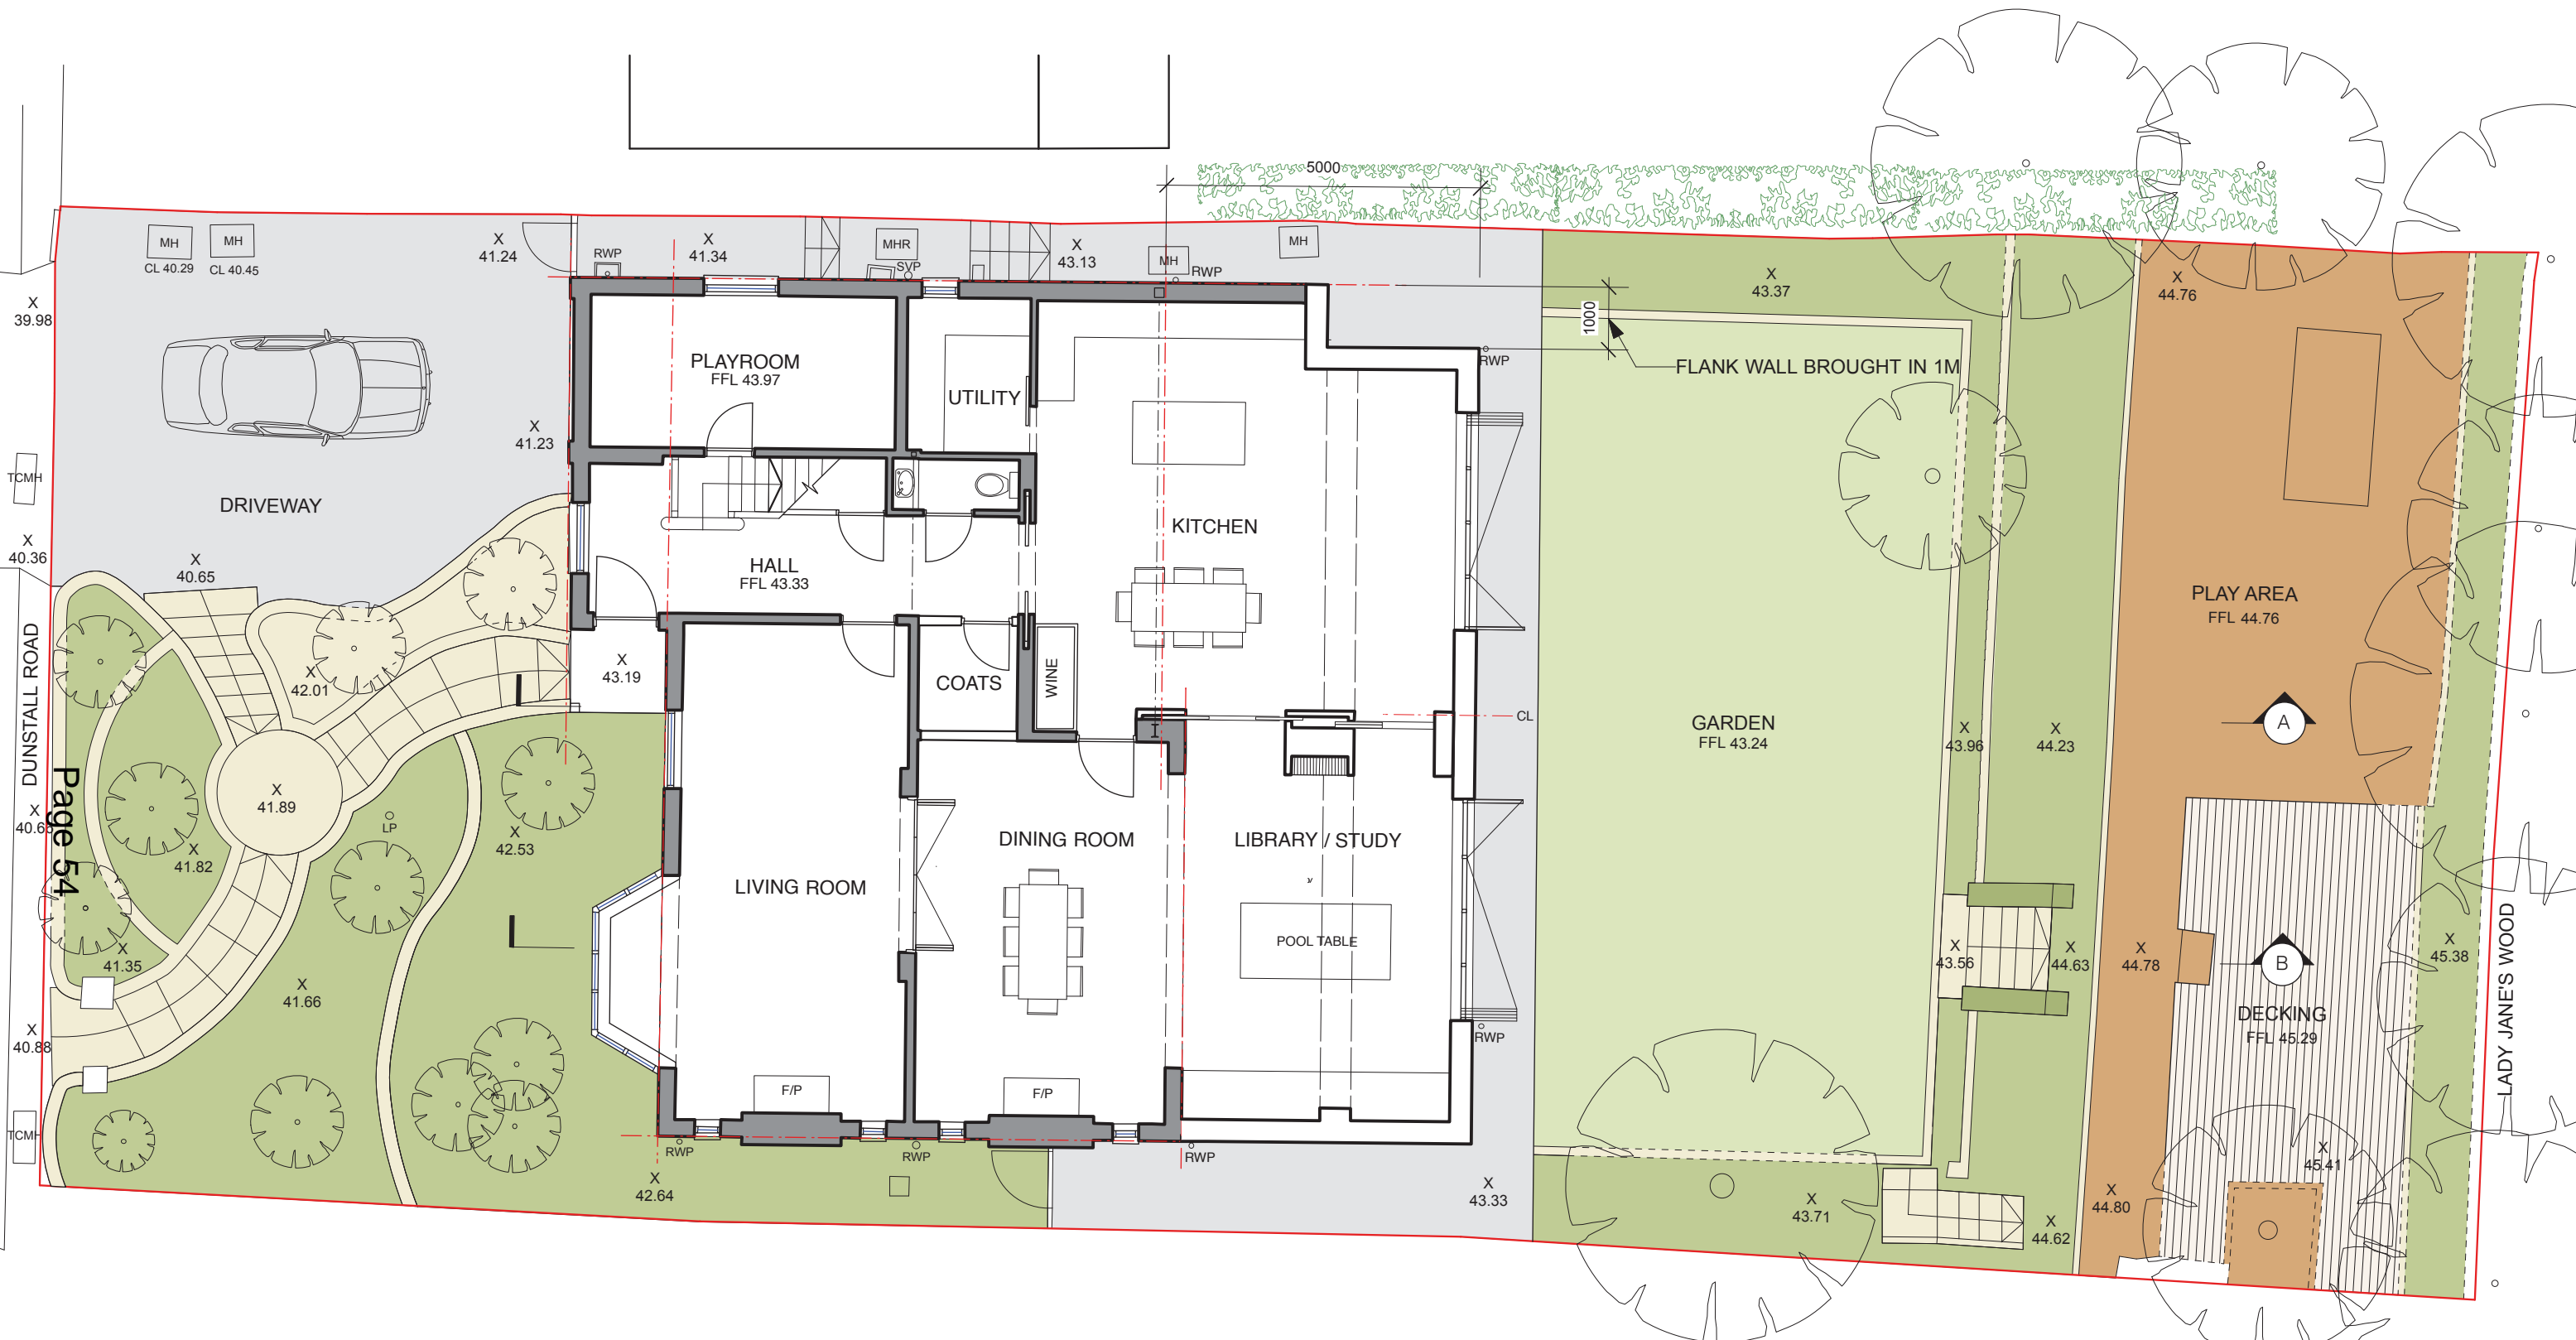 5000
MH
MH
CL 40.29
CL 40.45
X
41.24
RWP
X
41.34
MHR
SVP
X
43.13
MH
RWP
MH
X
39.98
X
43.37
X
44.76
1000
FLANK WALL BROUGHT IN 1M
RWP
PLAYROOM
FFL 43.97
UTILITY
X
41.23
TCMH
DRIVEWAY
KITCHEN
X
40.36
X
40.65
HALL
FFL 43.33
PLAY AREA
FFL 44.76
DUNSTALL ROAD
X
43.19
X
42.01
COATS
WINE
CL
GARDEN
FFL 43.24
X
43.96
X
44.23
A
Page 54
X
41.89
X
LP
X
42.53
X
41.82
DINING ROOM
LIBRARY / STUDY
LIVING ROOM
POOL TABLE
X
41.35
X
41.66
X
43.56
X
44.63
X
44.78
B
X
45.38
DECKING
FFL 45.29
LADY JANE'S WOOD
X
40.88
RWP
F/P
F/P
TCMH
RWP
RWP
RWP
X
42.64
X
43.33
X
43.71
X
44.62
X
44.80
X
45.41